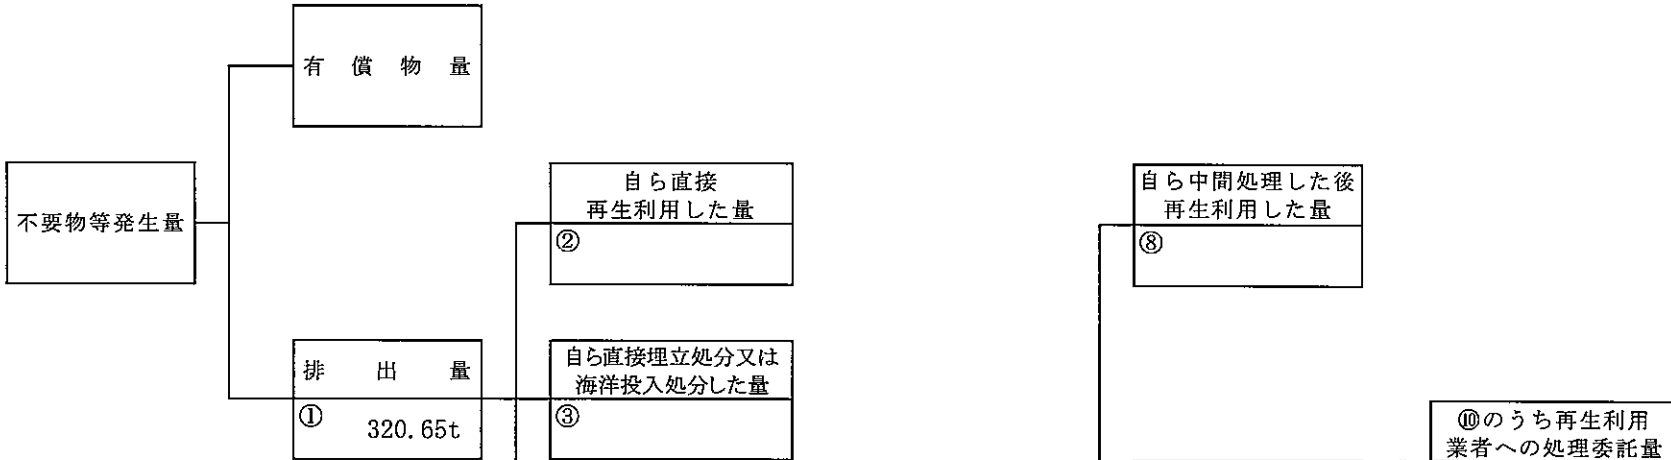 有償物量
不要物等発生量
自ら直接
再生利用した量
②
自ら中間処理した後
再生利用した量
⑧
排出量
① 320.65t
自ら直接埋立処分又は
海洋投入処分した量
③
⑩のうち再生利用
業者への処理委託量